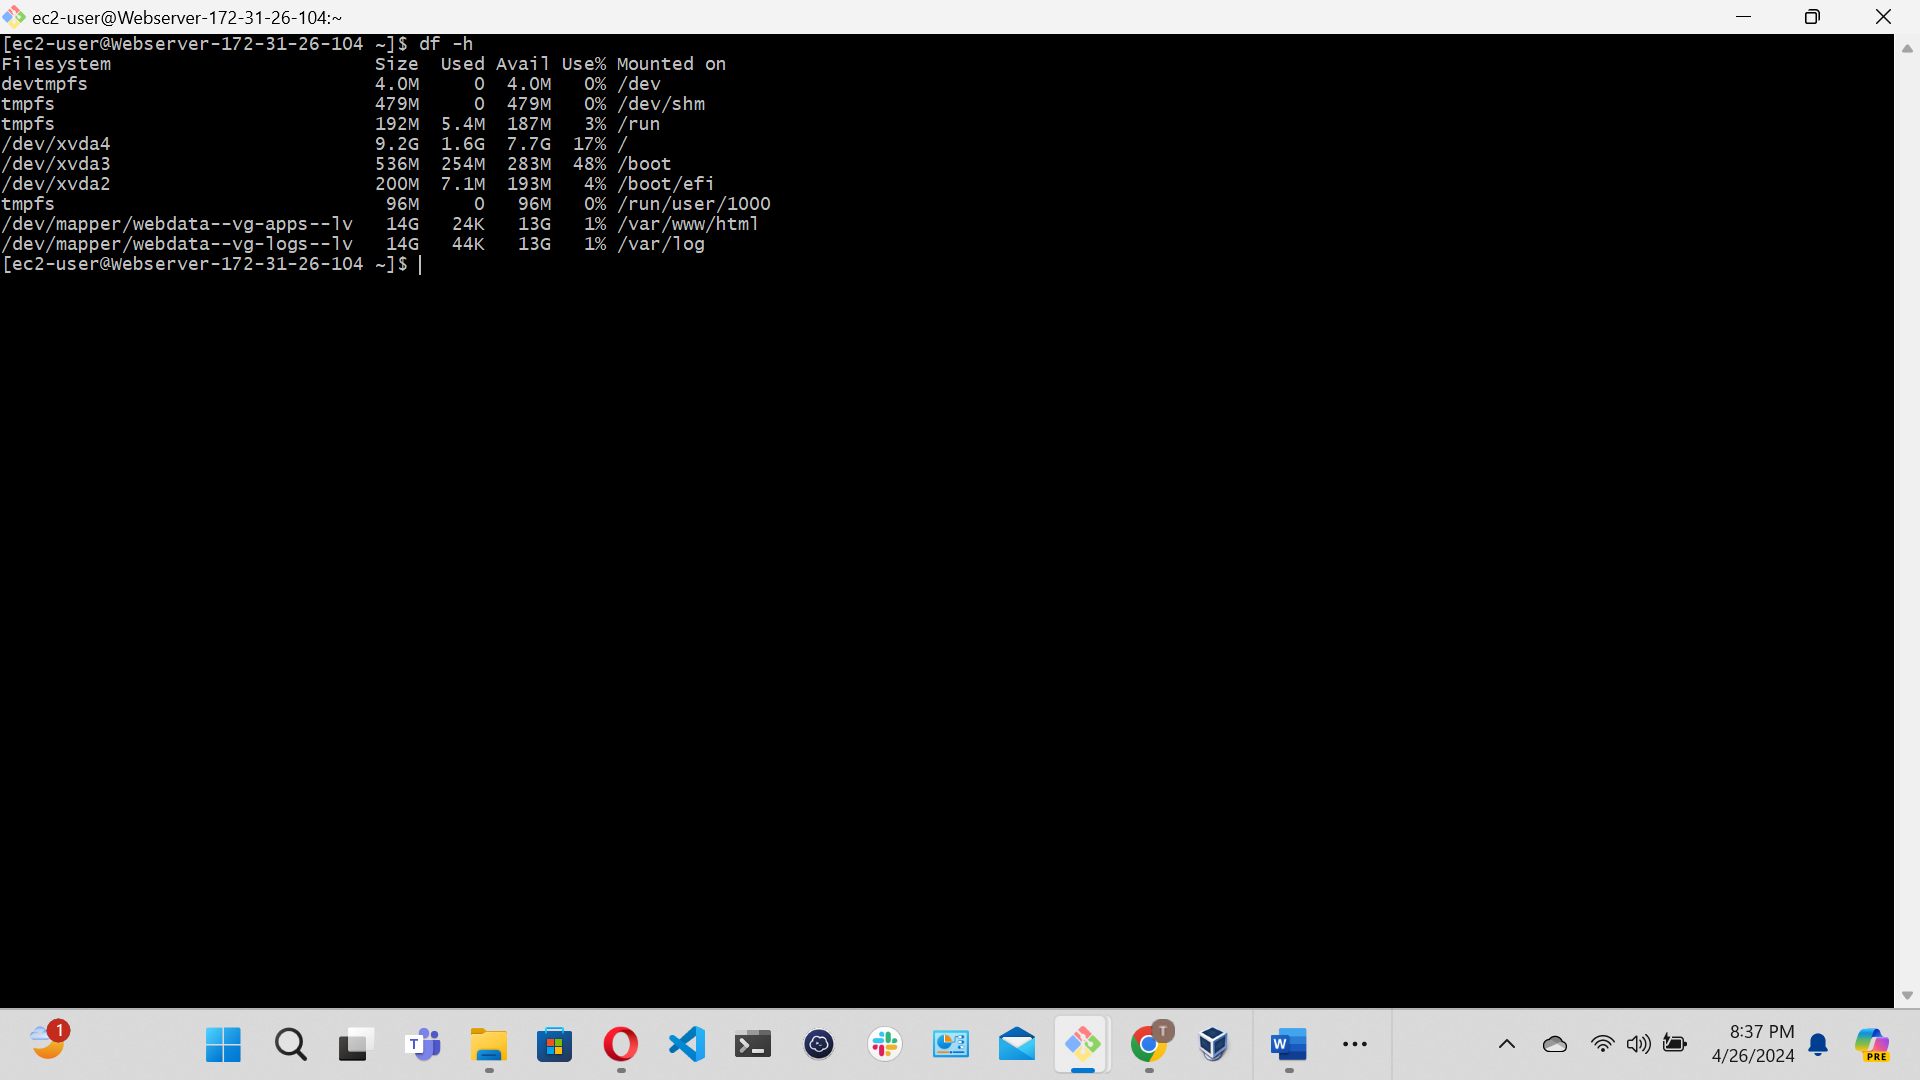 ec2-user@Webserver-172-31-26-104:~
[ec2-user@Webserver-172-31-26-104 ~]$ df -h
Filesystem                        Size  Used Avail Use% Mounted on
devtmpfs                          4.0M     0  4.0M   0% /dev
tmpfs                             479M     0  479M   0% /dev/shm
tmpfs                             192M  5.4M  187M   3% /run
/dev/xvda4                        9.2G  1.6G  7.7G  17% /
/dev/xvda3                        536M  254M  283M  48% /boot
/dev/xvda2                        200M  7.1M  193M   4% /boot/efi
tmpfs                              96M     0   96M   0% /run/user/1000
/dev/mapper/webdata--vg-apps--lv   14G   24K   13G   1% /var/www/html
/dev/mapper/webdata--vg-logs--lv   14G   44K   13G   1% /var/log
[ec2-user@Webserver-172-31-26-104 ~]$
1
T
T
W
8:37 PM
4/26/2024
PRE